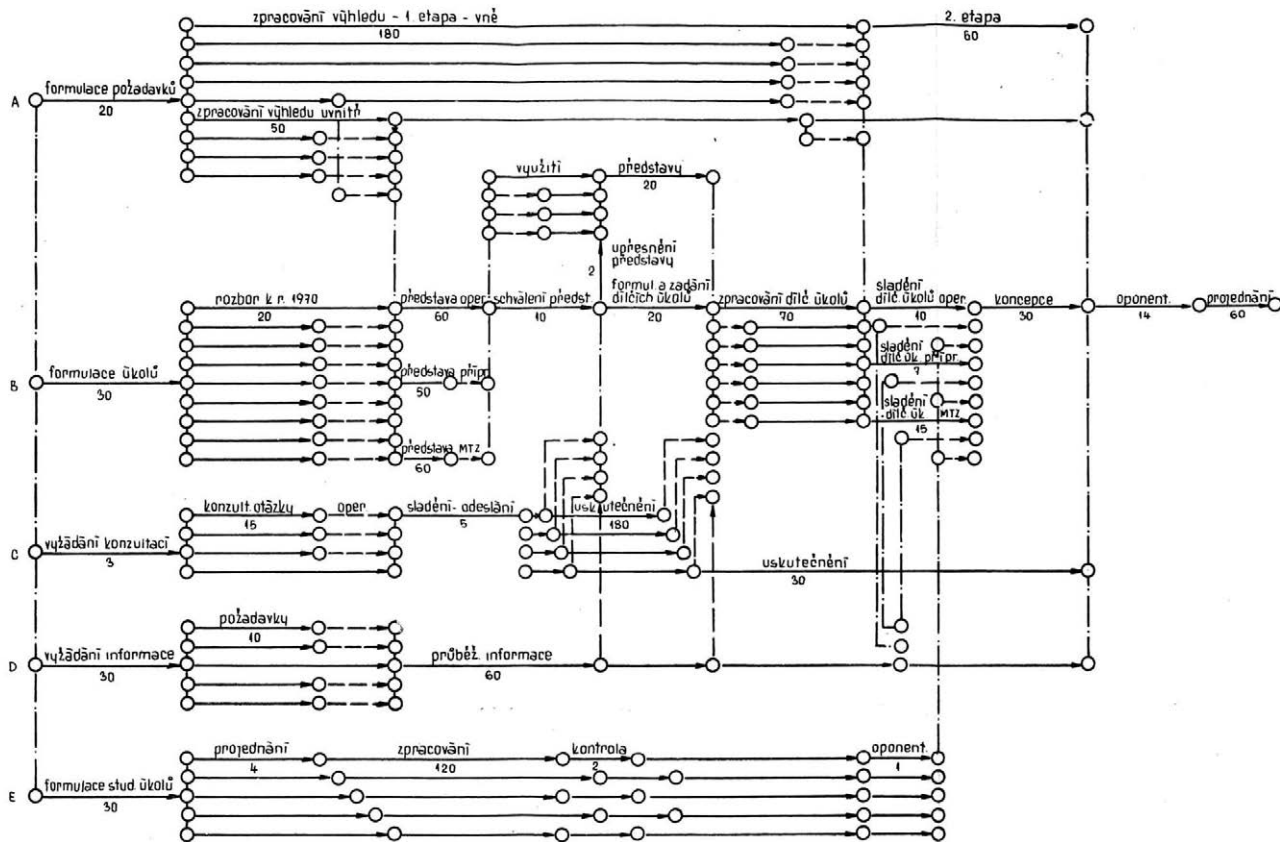 zpracování výhledu - 1. etapa - vně
180
2. etapa
60
A
formulace požadavků
20
zpracování výhledu uvnitř
50
využití
představy
20
upřesnění
představy
2
rozbor k r. 1970
20
představa oper.
60
schválení představ.
10
formul. a zadání
dílčích úkolů
20
zpracování dílč. úkolů
70
sladění
dílč. úkolů oper.
10
koncepce
30
oponent.
14
projednání
60
sladění
dílč. úk. přípr.
7
B
formulace úkolů
30
představa přípr.
50
sladění
dílč. úk. MTZ
15
představa MTZ
60
konzult. otázky
15
oper
sladění - odeslání
5
uskutečnění
180
C
vyžádání konzultací
3
uskutečnění
30
požadavky
10
D
vyžádání informace
30
průběž. informace
60
projednání
4
zpracování
120
kontrola
2
oponent.
1
E
formulace stud. úkolů
30